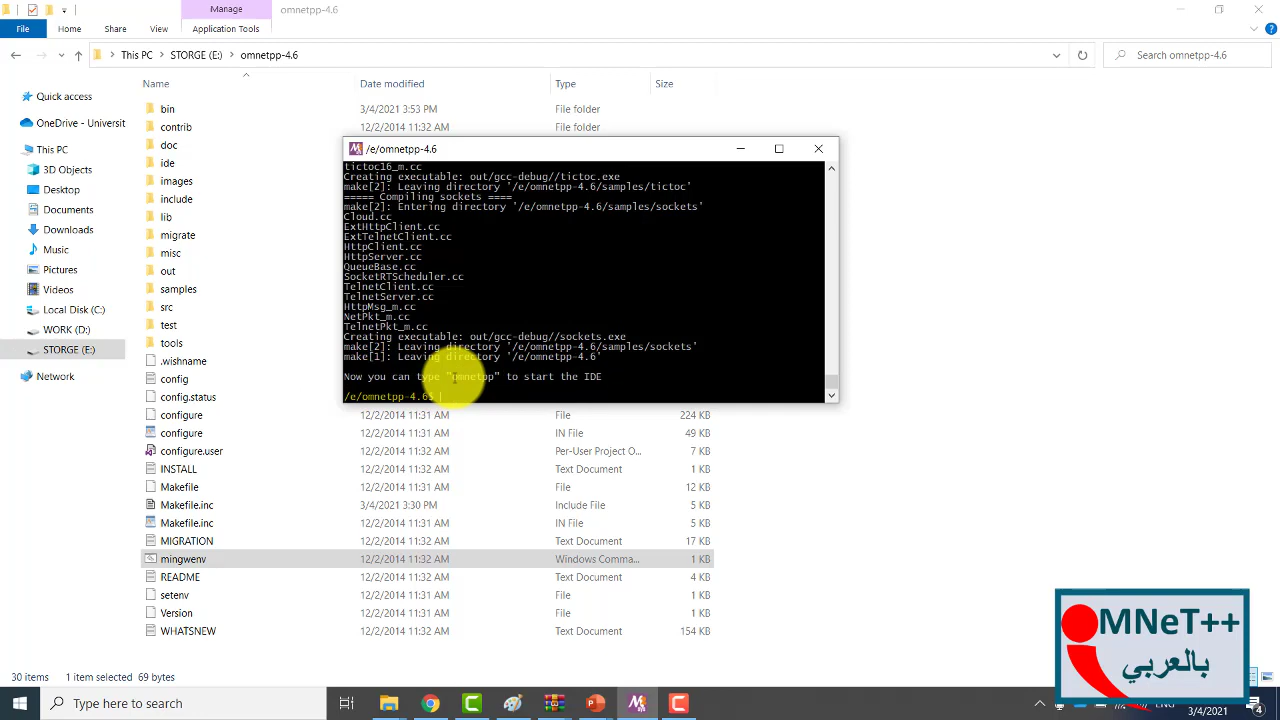 Manage
omnetpp-4.6
File
Home
Share
View
Application Tools
This PC
STORGE (E:)
omnetpp-4.6
Search omnetpp-4.6
Name
Date modified
Type
Size
Quick access
OneDrive - Universit
This PC
3D Objects
Desktop
Documents
Downloads
Music
Pictures
Videos
Local Disk (C:)
WORK (D:)
STORGE (E:)
Network
bin 3/4/2021 3:53 PM File folder
contrib 12/2/2014 11:32 AM File folder
doc
ide
images
include
lib
migrate
misc
out
samples
src
test
tools
.wishname
config
config.status
configure 12/2/2014 11:31 AM File 224 KB
configure 12/2/2014 11:31 AM IN File 49 KB
configure.user 12/2/2014 11:31 AM Per-User Project O... 7 KB
INSTALL 12/2/2014 11:32 AM Text Document 1 KB
Makefile 12/2/2014 11:31 AM File 12 KB
Makefile.inc 3/4/2021 3:30 PM Include File 5 KB
Makefile.inc 12/2/2014 11:31 AM IN File 5 KB
MIGRATION 12/2/2014 11:32 AM Text Document 17 KB
mingwenv 12/2/2014 11:32 AM Windows Comma... 1 KB
README 12/2/2014 11:32 AM Text Document 4 KB
setenv 12/2/2014 11:31 AM File 1 KB
Version 12/2/2014 11:32 AM File 1 KB
WHATSNEW 12/2/2014 11:32 AM Text Document 154 KB
/e/omnetpp-4.6
tictoc16_m.cc
Creating executable: out/gcc-debug//tictoc.exe
make[2]: Leaving directory '/e/omnetpp-4.6/samples/tictoc'
===== Compiling sockets ====
make[2]: Entering directory '/e/omnetpp-4.6/samples/sockets'
Cloud.cc
ExtHttpClient.cc
ExtTelnetClient.cc
HttpClient.cc
HttpServer.cc
QueueBase.cc
SocketRTScheduler.cc
TelnetClient.cc
TelnetServer.cc
HttpMsg_m.cc
NetPkt_m.cc
TelnetPkt_m.cc
Creating executable: out/gcc-debug//sockets.exe
make[2]: Leaving directory '/e/omnetpp-4.6/samples/sockets'
make[1]: Leaving directory '/e/omnetpp-4.6'
Now you can type "omnetpp" to start the IDE
/e/omnetpp-4.6$
MNeT++
بالعربي
30 items
1 item selected 69 bytes
Type here to search
3/4/2021